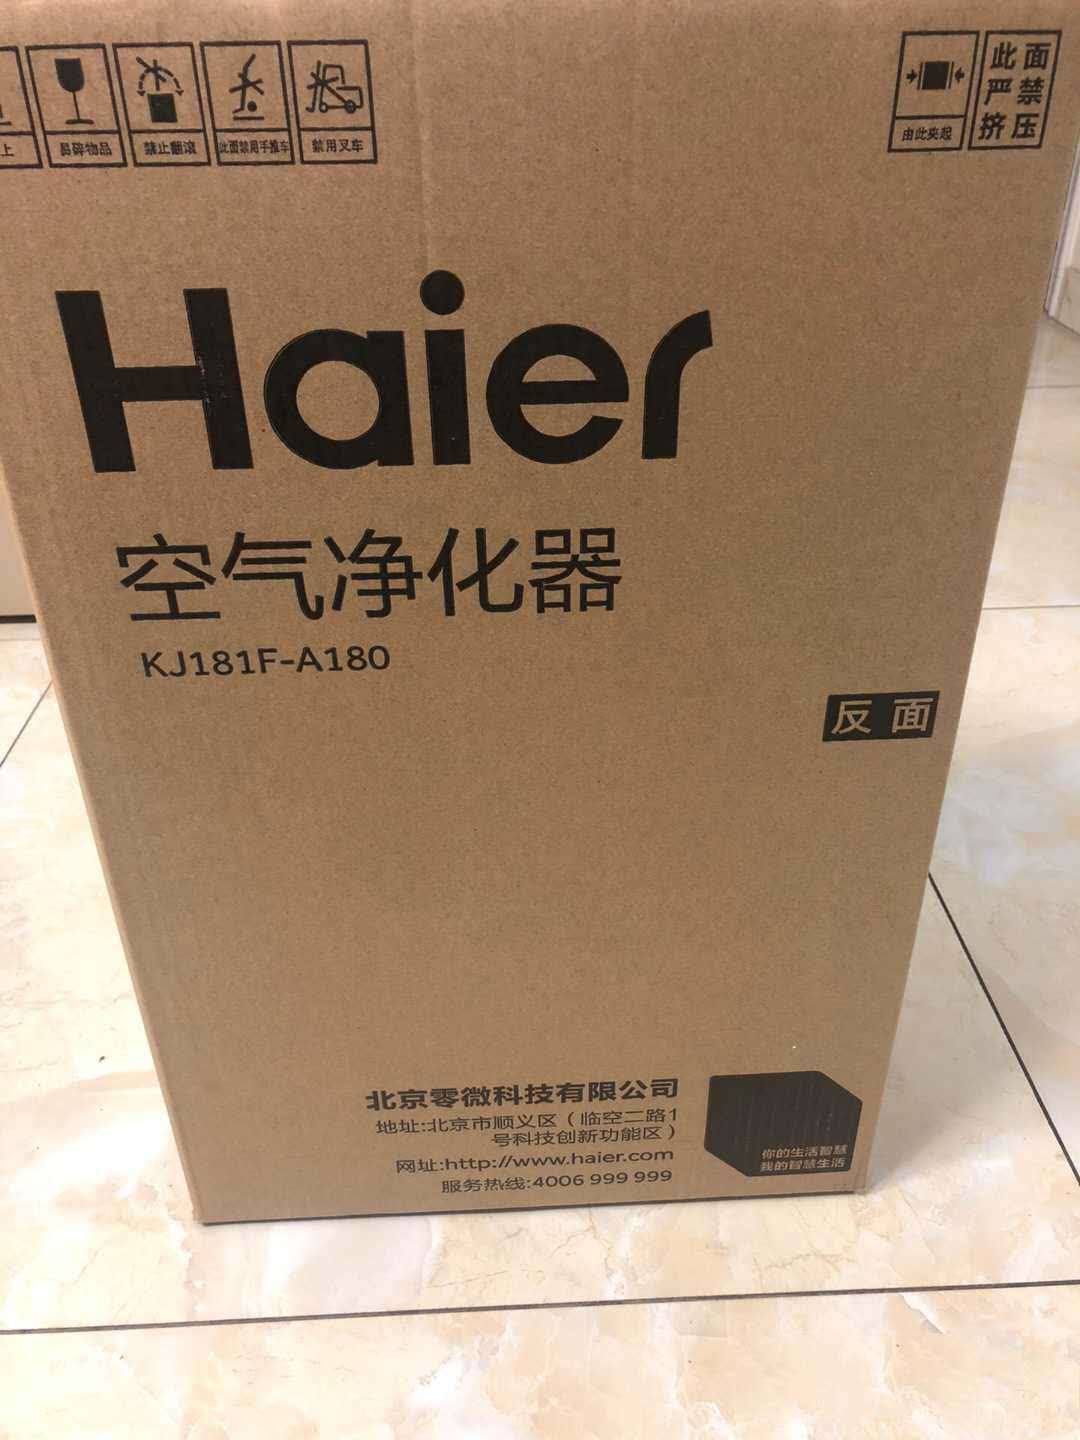 上
易碎物品
禁止翻滚
此面禁用手推车
禁用叉车
由此夹起
此面
严禁
挤压
Haier
空气净化器
KJ181F-A180
反面
北京零微科技有限公司
地址:北京市顺义区（临空二路1
号科技创新功能区）
网址:http://www.haier.com
服务热线:4006 999 999
你的生活智慧
我的智慧生活